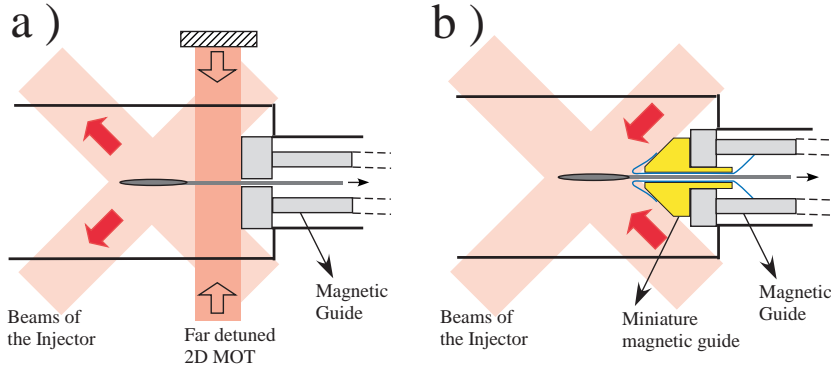 a )
Beams of
the Injector
Far detuned
2D MOT
Magnetic
Guide
b )
Beams of
the Injector
Miniature
magnetic guide
Magnetic
Guide